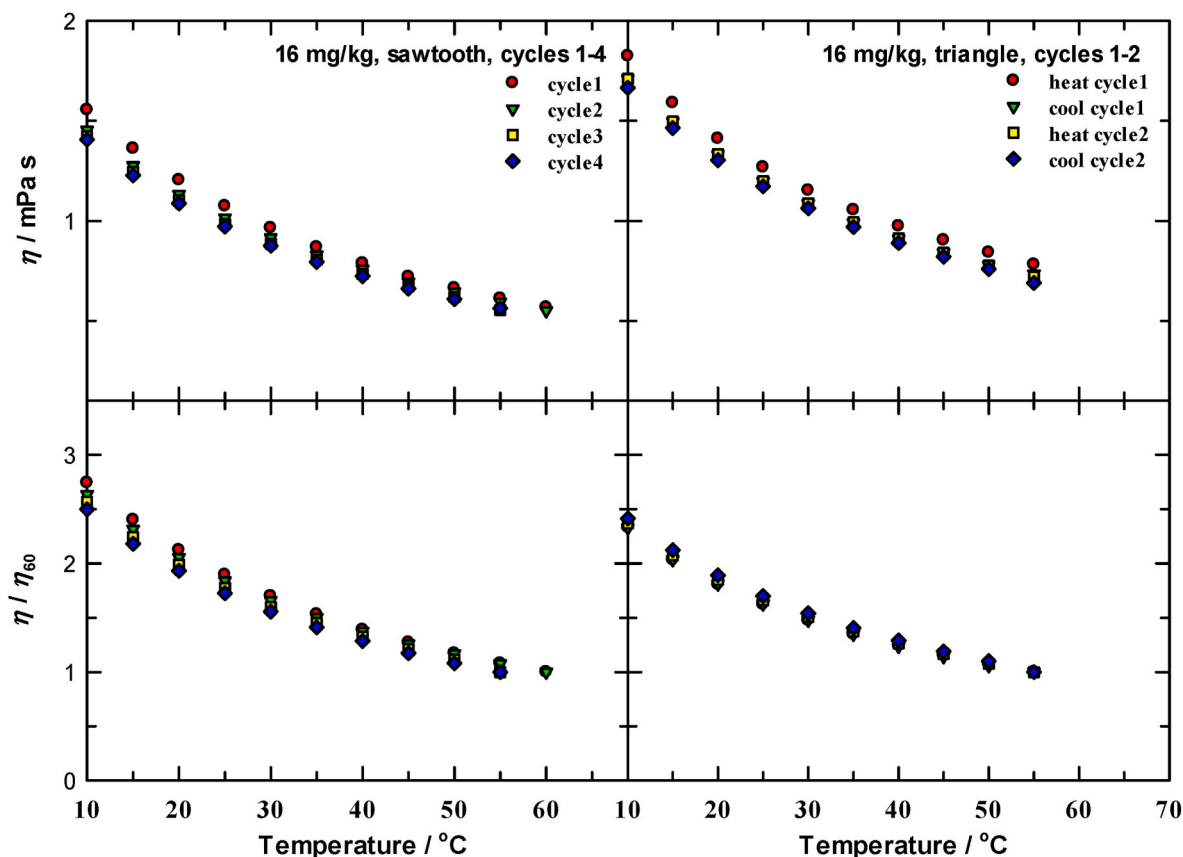 2
16 mg/kg, sawtooth, cycles 1-4
cycle1
cycle2
cycle3
cycle4
16 mg/kg, triangle, cycles 1-2
heat cycle1
cool cycle1
heat cycle2
cool cycle2
η / mPa s
1
3
2
η / η60
1
0
10 20 30 40 50 60 10 20 30 40 50 60 70
Temperature / °C Temperature / °C